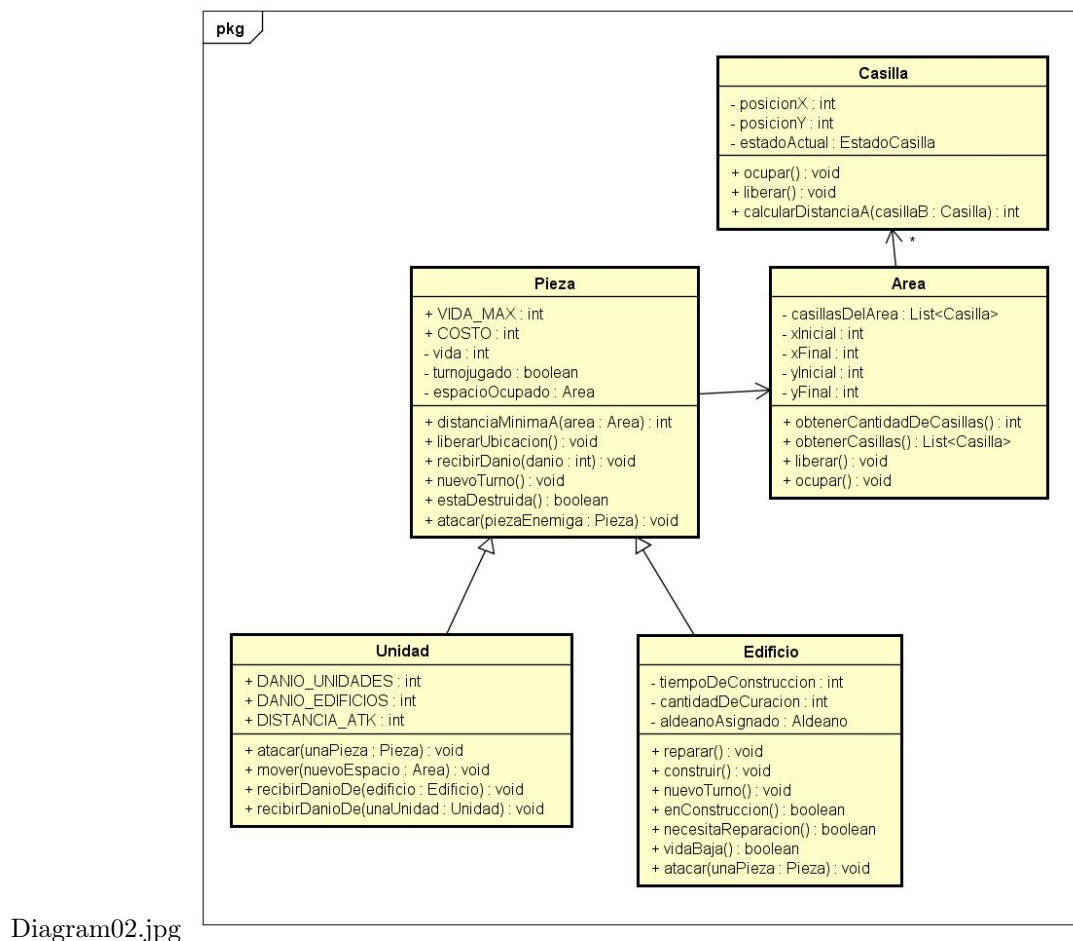 pkg
Casilla
- posicionX : int
- posicionY : int
- estadoActual : EstadoCasilla
+ ocupar() : void
+ liberar() : void
+ calcularDistanciaA(casillaB : Casilla) : int
*
Pieza
+ VIDA_MAX : int
+ COSTO : int
- vida : int
- turnojugado : boolean
- espacioOcupado : Area
+ distanciaMinimaA(area : Area) : int
+ liberarUbicacion() : void
+ recibirDanio(danio : int) : void
+ nuevoTurno() : void
+ estaDestruida() : boolean
+ atacar(piezaEnemiga : Pieza) : void
Area
- casillasDelArea : List<Casilla>
- xInicial : int
- xFinal : int
- yInicial : int
- yFinal : int
+ obtenerCantidadDeCasillas() : int
+ obtenerCasillas() : List<Casilla>
+ liberar() : void
+ ocupar() : void
Unidad
+ DANIO_UNIDADES : int
+ DANIO_EDIFICIOS : int
+ DISTANCIA_ATK : int
+ atacar(unaPieza : Pieza) : void
+ mover(nuevoEspacio : Area) : void
+ recibirDanioDe(edificio : Edificio) : void
+ recibirDanioDe(unaUnidad : Unidad) : void
Edificio
- tiempoDeConstruccion : int
- cantidadDeCuracion : int
- aldeanoAsignado : Aldeano
+ reparar() : void
+ construir() : void
+ nuevoTurno() : void
+ enConstruccion() : boolean
+ necesitaReparacion() : boolean
+ vidaBaja() : boolean
+ atacar(unaPieza : Pieza) : void
Diagram02.jpg